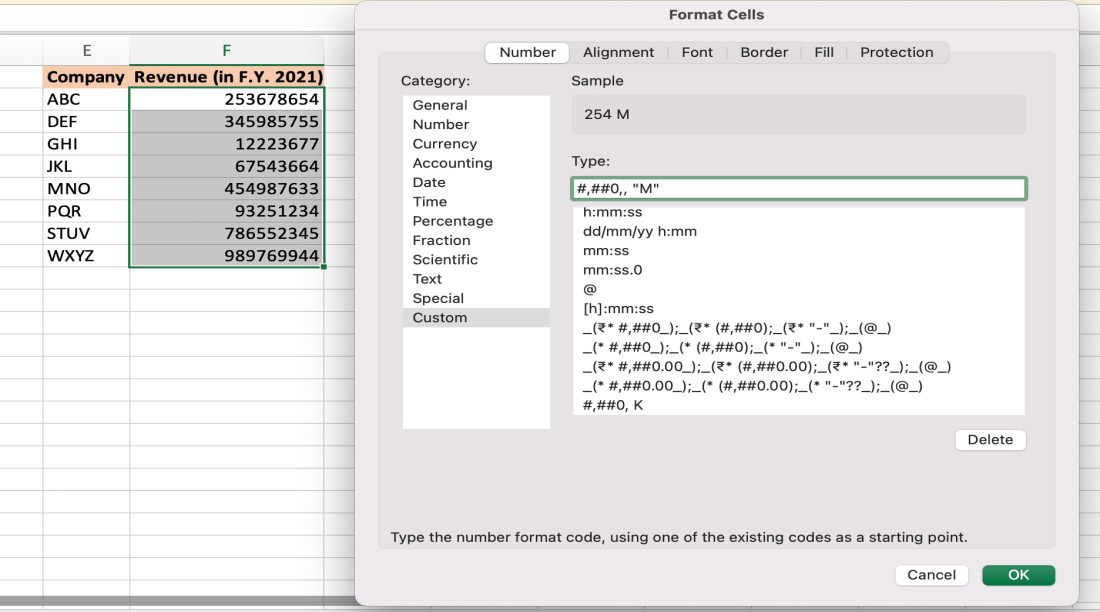 Format Cells
E F
Company Revenue (in F.Y. 2021)
ABC 253678654
DEF 345985755
GHI 12223677
JKL 67543664
MNO 454987633
PQR 93251234
STUV 786552345
WXYZ 989769944
Number Alignment Font Border Fill Protection
Category:
General
Number
Currency
Accounting
Date
Time
Percentage
Fraction
Scientific
Text
Special
Custom
Sample
254 M
Type:
#,##0,, "M"
h:mm:ss
dd/mm/yy h:mm
mm:ss
mm:ss.0
@
[h]:mm:ss
_(₹* #,##0_);_(₹* (#,##0);_(₹* "-"_);_(@_)
_(* #,##0_);_(* (#,##0);_(* "-"_);_(@_)
_(₹* #,##0.00_);_(₹* (#,##0.00);_(₹* "-"??_);_(@_)
_(* #,##0.00_);_(* (#,##0.00);_(* "-"??_);_(@_)
#,##0, K
Delete
Type the number format code, using one of the existing codes as a starting point.
Cancel OK